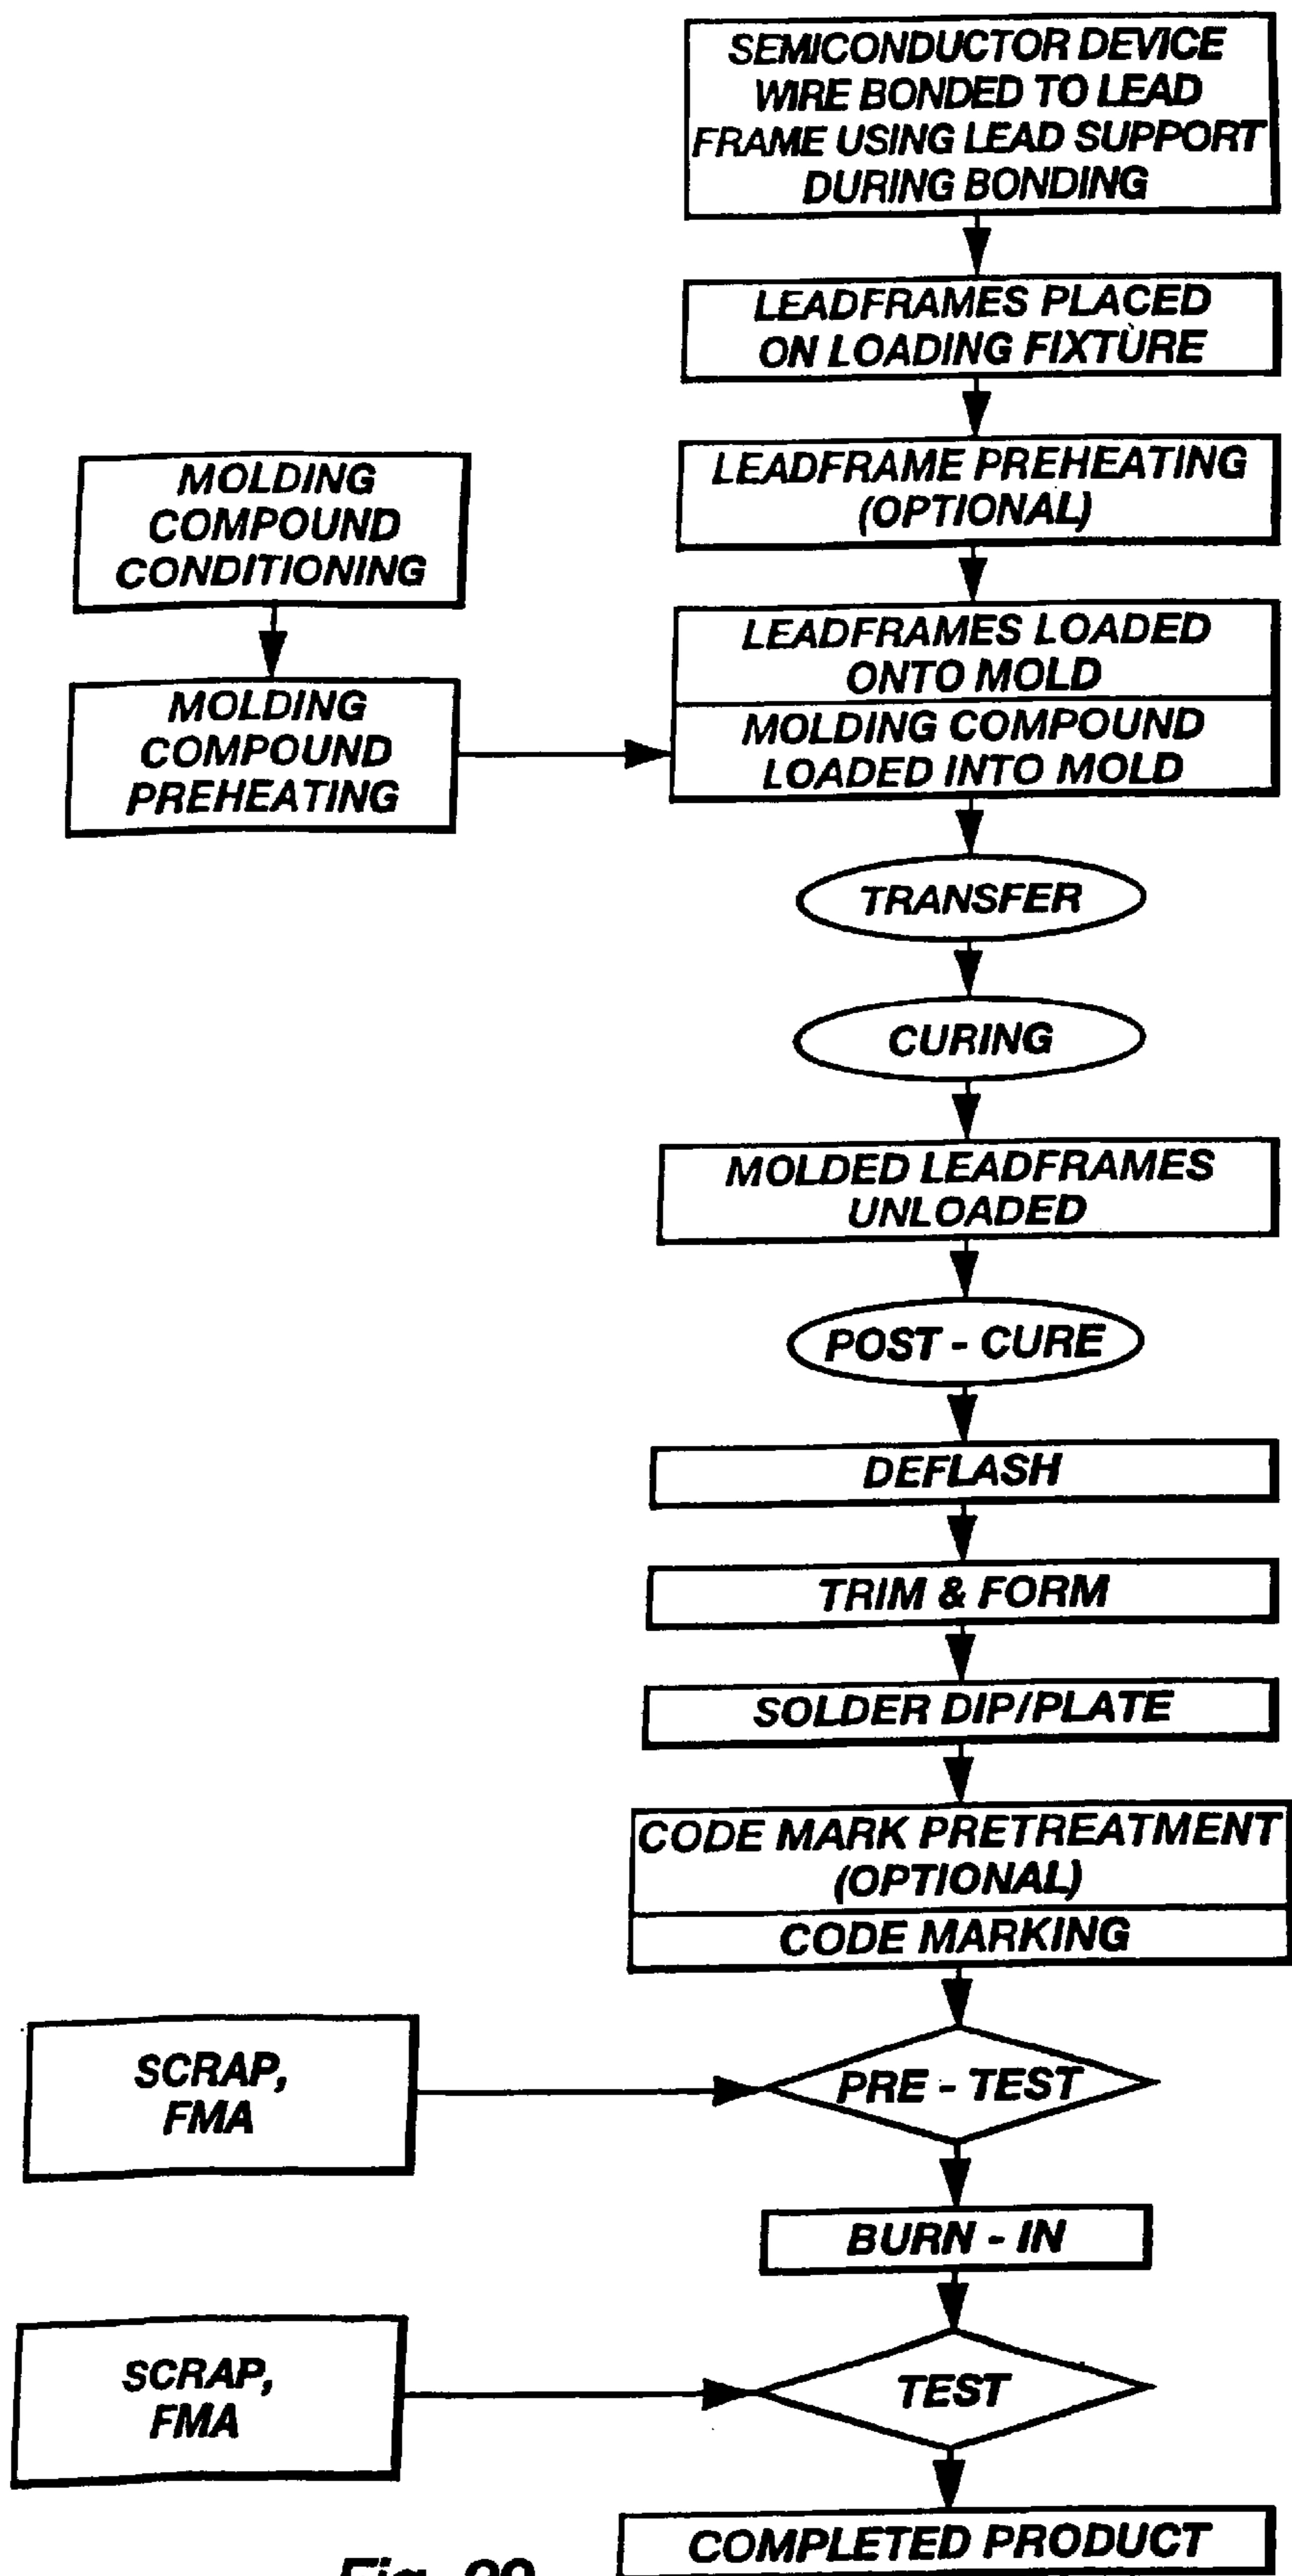 SEMICONDUCTOR DEVICE
WIRE BONDED TO LEAD
FRAME USING LEAD SUPPORT
DURING BONDING
LEADFRAMES PLACED
ON LOADING FIXTURE
LEADFRAME PREHEATING
(OPTIONAL)
MOLDING
COMPOUND
CONDITIONING
MOLDING
COMPOUND
PREHEATING
LEADFRAMES LOADED
ONTO MOLD
MOLDING COMPOUND
LOADED INTO MOLD
TRANSFER
CURING
MOLDED LEADFRAMES
UNLOADED
POST - CURE
DEFLASH
TRIM & FORM
SOLDER DIP/PLATE
CODE MARK PRETREATMENT
(OPTIONAL)
CODE MARKING
SCRAP,
FMA
PRE - TEST
BURN - IN
SCRAP,
FMA
TEST
COMPLETED PRODUCT
Fig.